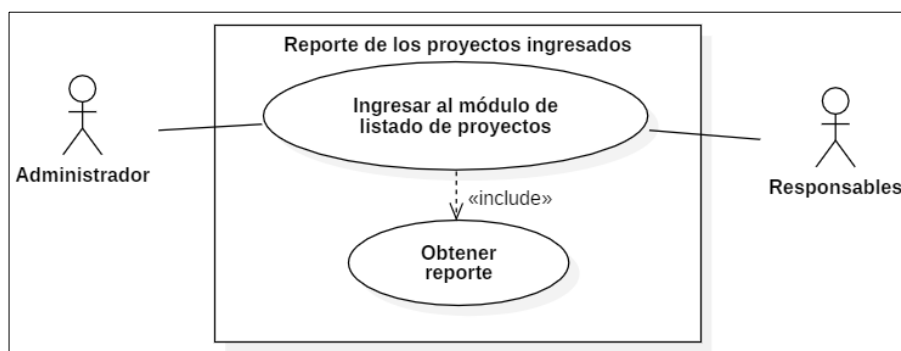 Reporte de los proyectos ingresados
Ingresar al módulo de
listado de proyectos
Administrador
Responsables
«include»
Obtener
reporte